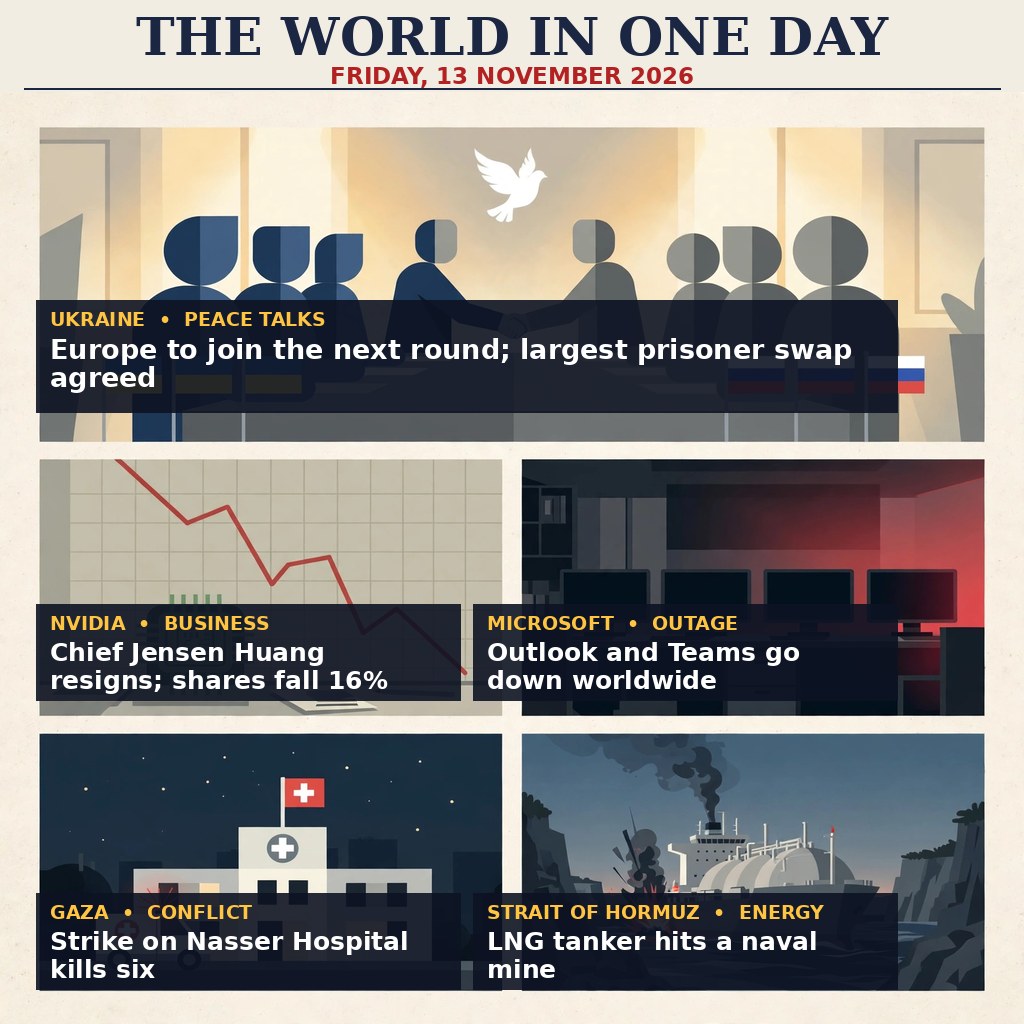 THE WORLD IN ONE DAY
FRIDAY, 13 NOVEMBER 2026
UKRAINE • PEACE TALKS
Europe to join the next round; largest prisoner swap
agreed
NVIDIA • BUSINESS
Chief Jensen Huang
resigns; shares fall 16%
MICROSOFT • OUTAGE
Outlook and Teams go
down worldwide
GAZA • CONFLICT
Strike on Nasser Hospital
kills six
STRAIT OF HORMUZ • ENERGY
LNG tanker hits a naval
mine